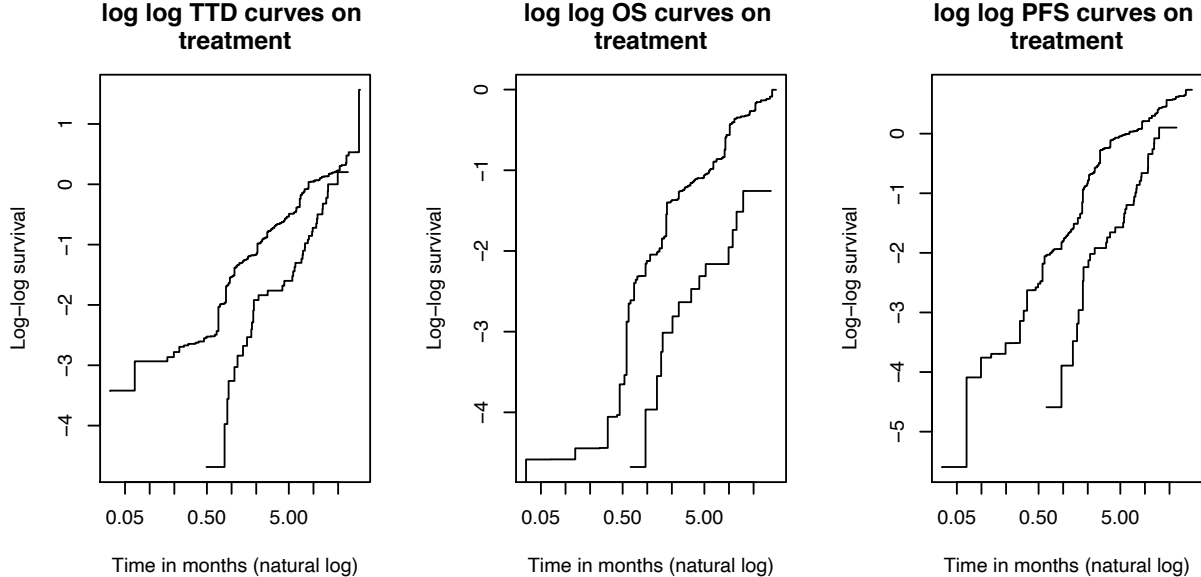 log log TTD curves on
treatment
Log−log survival
1
0
−1
−2
−3
−4
0.05 0.50 5.00
Time in months (natural log)
log log OS curves on
treatment
Log−log survival
0
−1
−2
−3
−4
0.05 0.50 5.00
Time in months (natural log)
log log PFS curves on
treatment
Log−log survival
0
−1
−2
−3
−4
−5
0.05 0.50 5.00
Time in months (natural log)